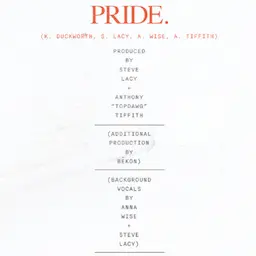 PRIDE.
(K. DUCKWORTH, S. LACY, A. WISE, A. TIFFITH)
PRODUCED
BY
STEVE
LACY
+
ANTHONY
"TOPDAWG"
TIFFITH
(ADDITIONAL
PRODUCTION
BY
BĒKON)
(BACKGROUND
VOCALS
BY
ANNA
WISE
+
STEVE
LACY)